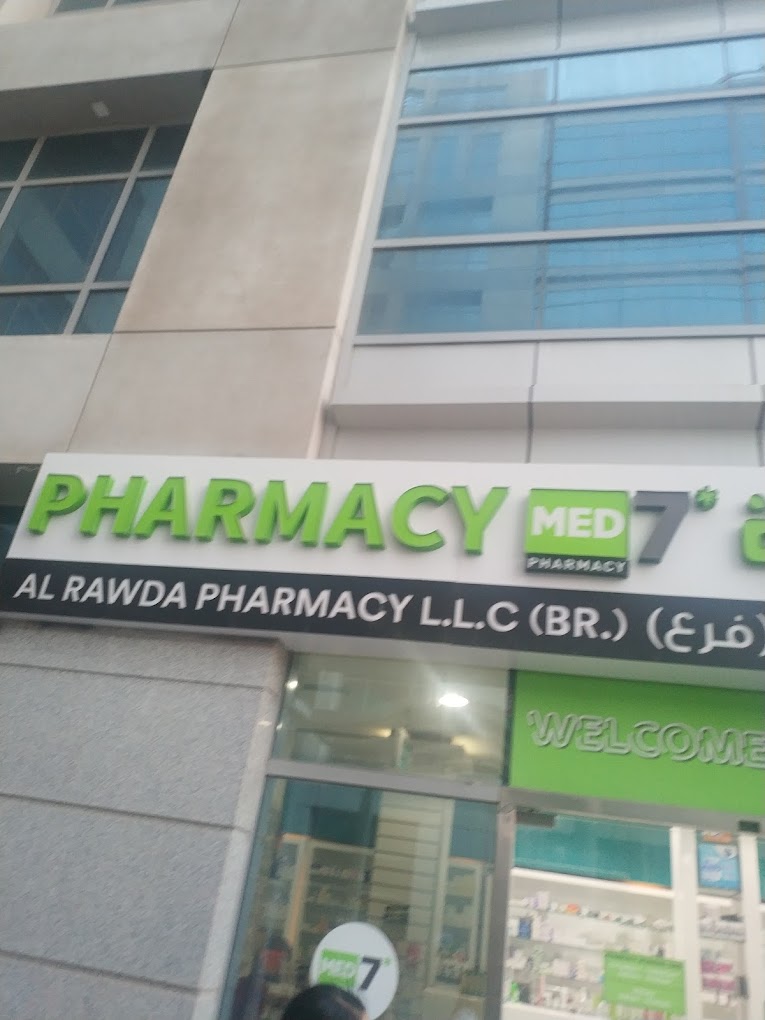 PHARMACY MED 7
PHARMACY
AL RAWDA PHARMACY L.L.C (BR.) (فرع)
WELCOME
MED 7